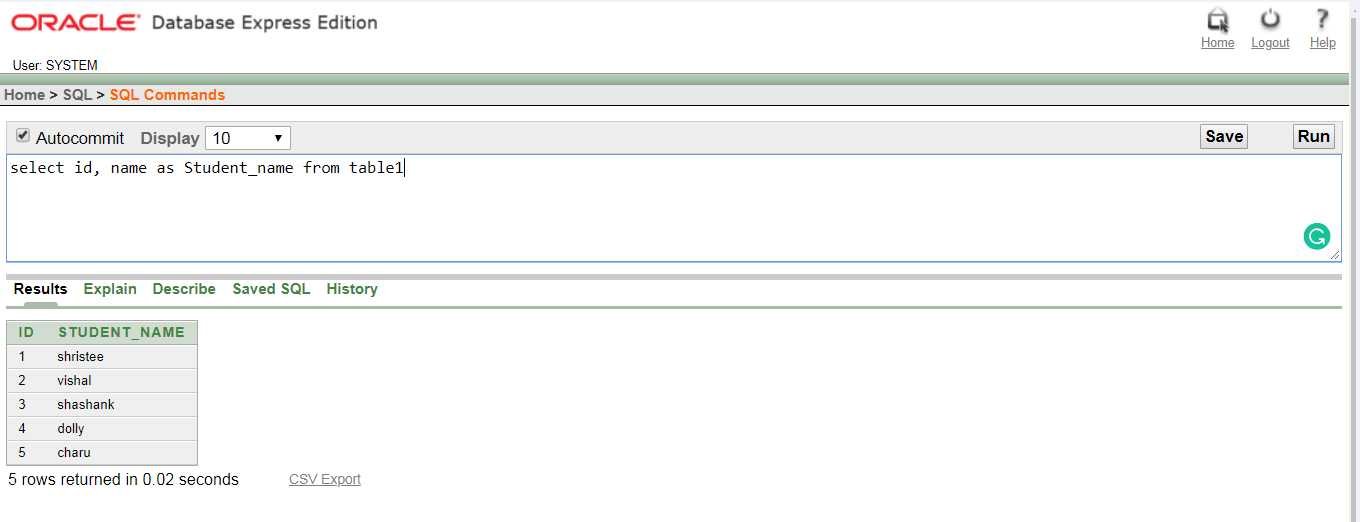 ORACLE® Database Express Edition
Home Logout Help
User: SYSTEM
Home > SQL > SQL Commands
Autocommit Display 10 Save Run
select id, name as Student_name from table1
Results Explain Describe Saved SQL History
ID STUDENT_NAME
1 shristee
2 vishal
3 shashank
4 dolly
5 charu
5 rows returned in 0.02 seconds CSV Export